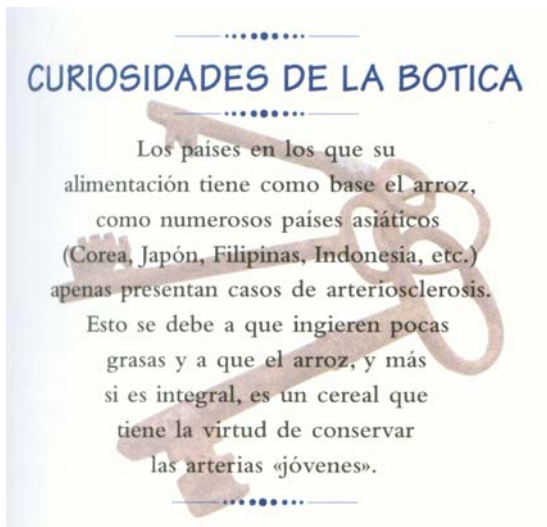 CURIOSIDADES DE LA BOTICA
Los países en los que su
alimentación tiene como base el arroz,
como numerosos países asiáticos
(Corea, Japón, Filipinas, Indonesia, etc.)
apenas presentan casos de arteriosclerosis.
Esto se debe a que ingieren pocas
grasas y a que el arroz, y más
si es integral, es un cereal que
tiene la virtud de conservar
las arterias «jóvenes».